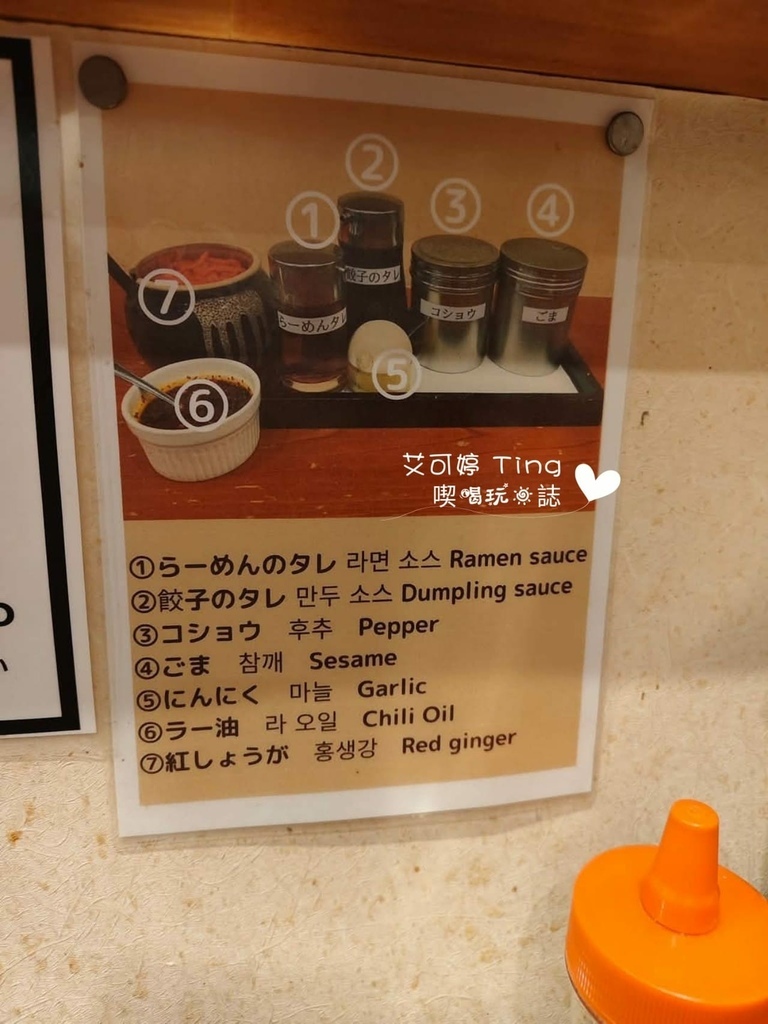 ②
①
③
④
餃子のタレ
らーめんタレ
コショウ
ごま
⑦
⑤
⑥
艾可婷 Ting
喫喝玩誌
①らーめんのタレ 라면 소스 Ramen sauce
②餃子のタレ 만두 소스 Dumpling sauce
③コショウ 후추 Pepper
④ごま 참깨 Sesame
⑤にんにく 마늘 Garlic
⑥ラー油 라 오일 Chili Oil
⑦紅しょうが 홍생강 Red ginger